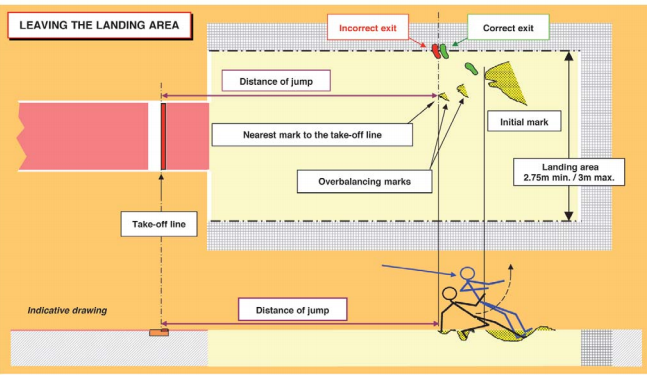 LEAVING THE LANDING AREA
Incorrect exit
Correct exit
Distance of jump
Nearest mark to the take-off line
Initial mark
Overbalancing marks
Landing area
2.75m min. / 3m max.
Take-off line
Indicative drawing
Distance of jump